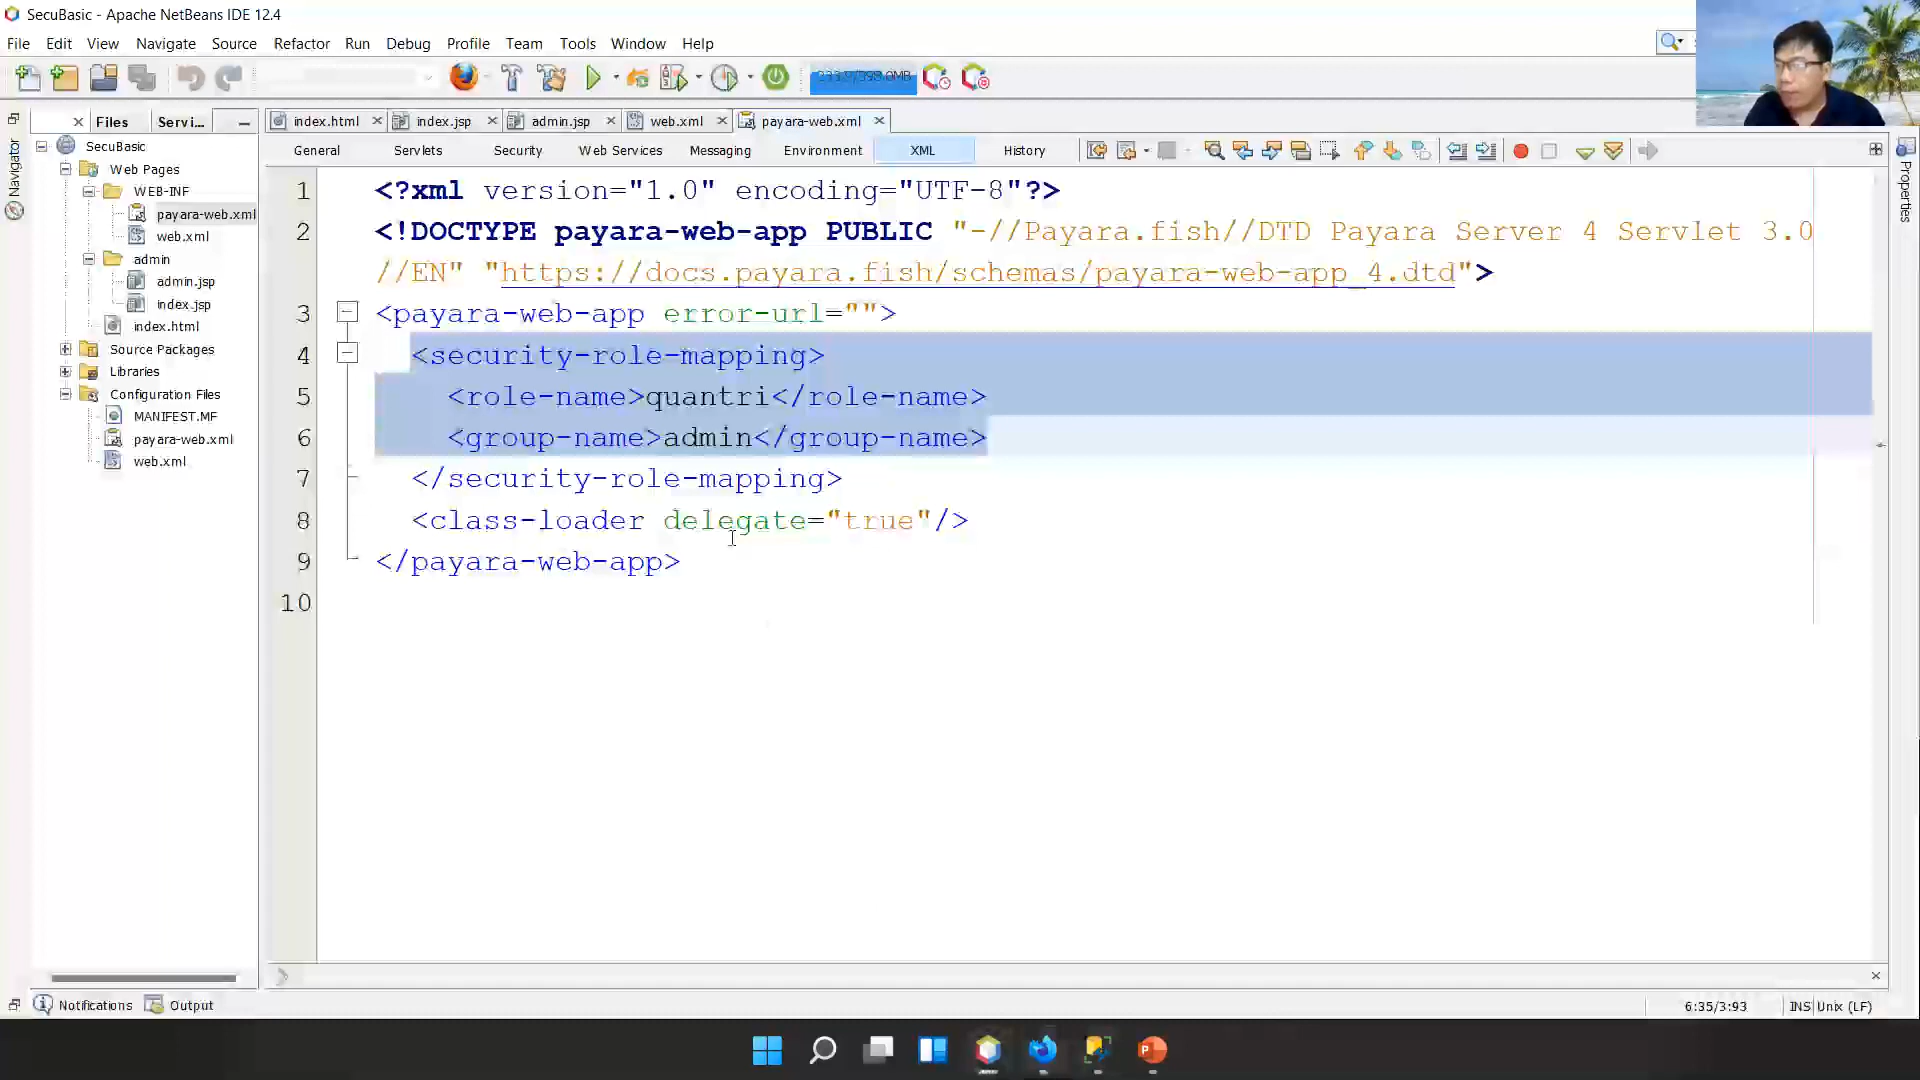 SecuBasic - Apache NetBeans IDE 12.4
File Edit View Navigate Source Refactor Run Debug Profile Team Tools Window Help
Files Servi...
index.html index.jsp admin.jsp web.xml payara-web.xml
General Servlets Security Web Services Messaging Environment XML History
Navigator
Properties
SecuBasic
Web Pages
WEB-INF
payara-web.xml
web.xml
admin
admin.jsp
index.jsp
index.html
Source Packages
Libraries
Configuration Files
MANIFEST.MF
payara-web.xml
web.xml
1 <?xml version="1.0" encoding="UTF-8"?>
2 <!DOCTYPE payara-web-app PUBLIC "-//Payara.fish//DTD Payara Server 4 Servlet 3.0
//EN" "https://docs.payara.fish/schemas/payara-web-app_4.dtd">
3 <payara-web-app error-url="">
4 <security-role-mapping>
5 <role-name>quantri</role-name>
6 <group-name>admin</group-name>
7 </security-role-mapping>
8 <class-loader delegate="true"/>
9 </payara-web-app>
10
Notifications Output
6:35/3:93 INS Unix (LF)